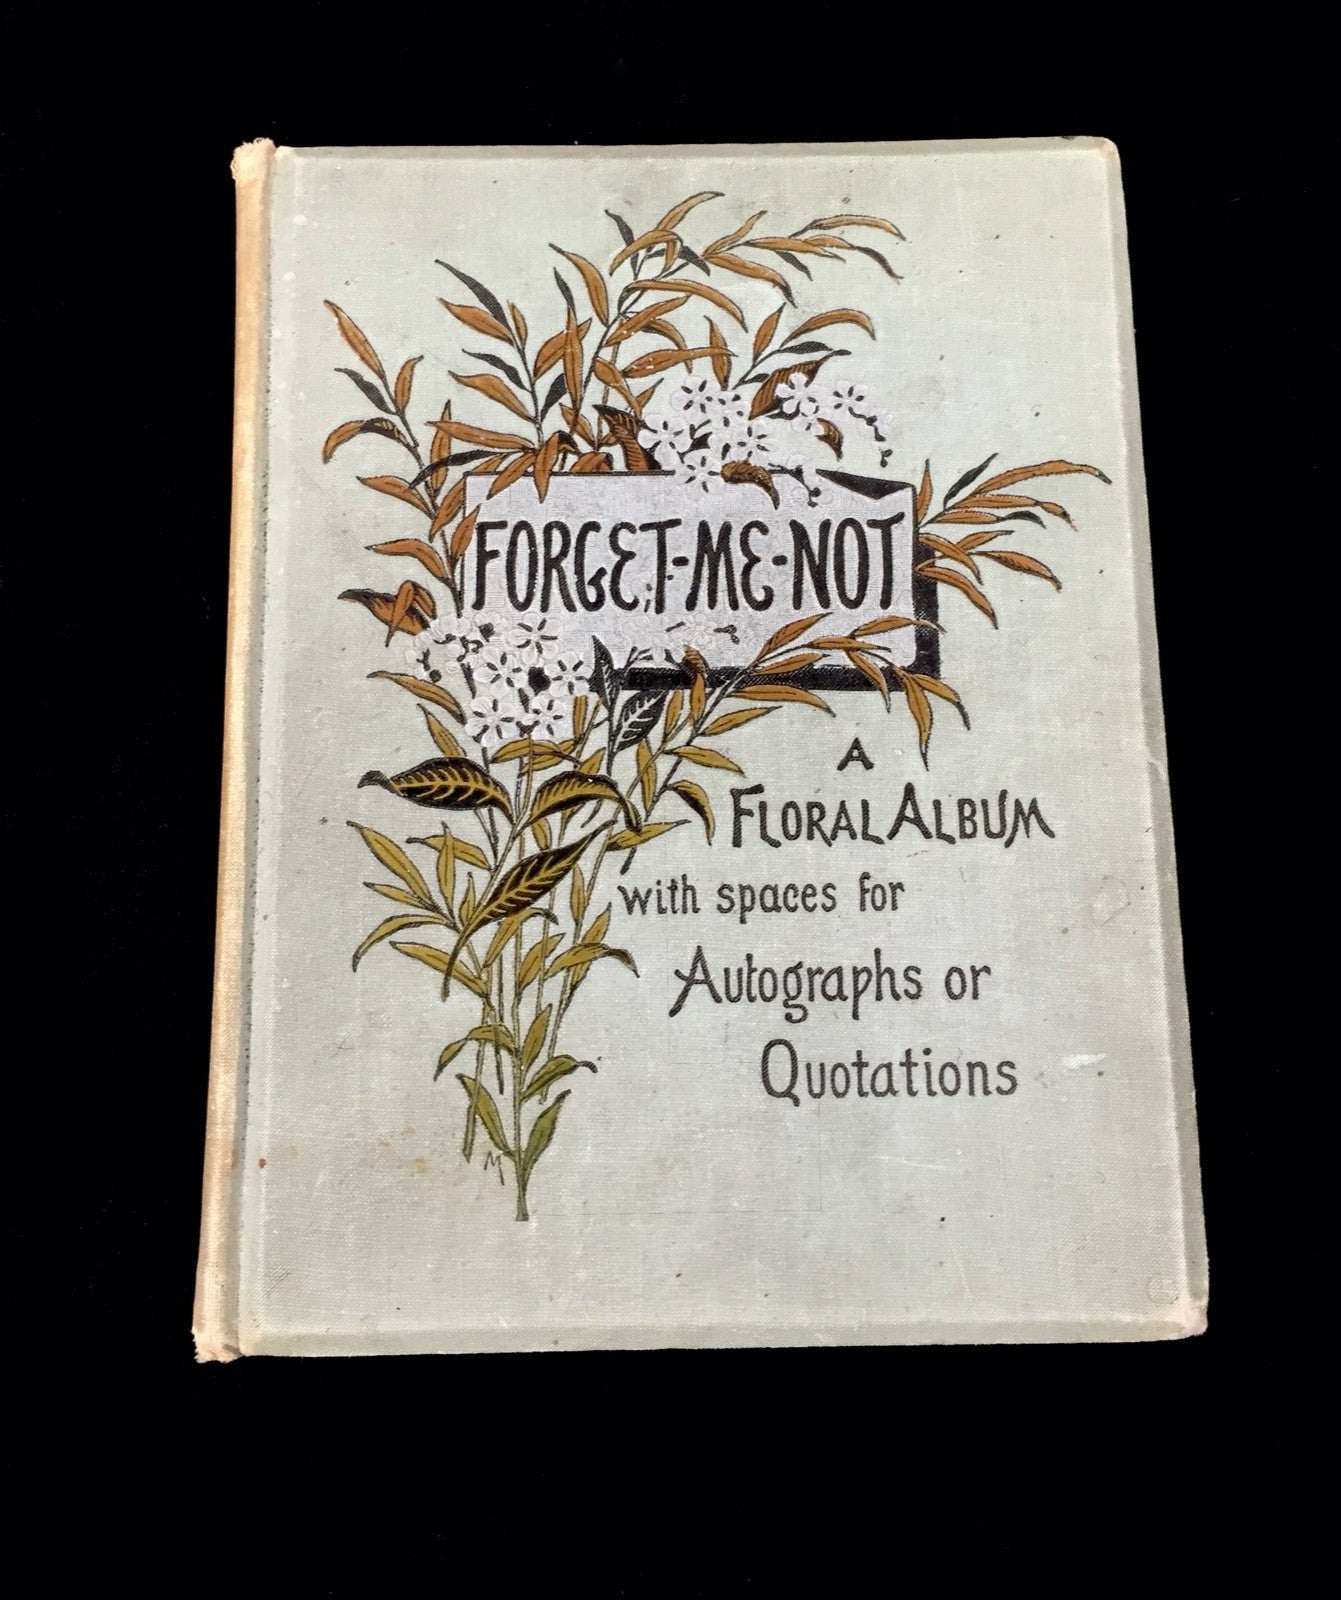 FORGET-ME-NOT
A
FLORAL ALBUM
with spaces for
Autographs or
Quotations
M